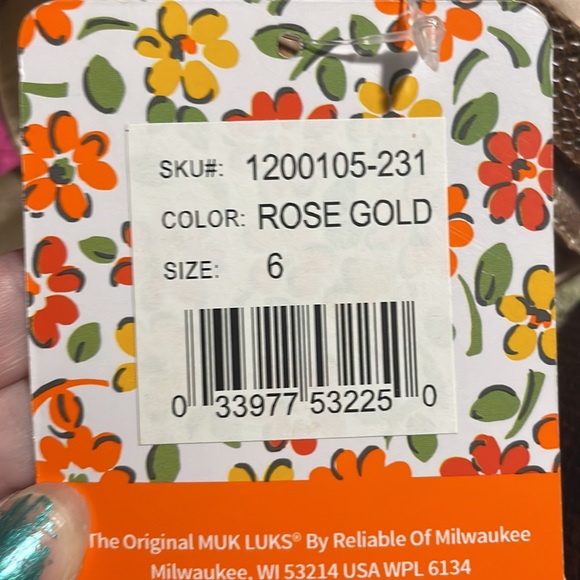 SKU#: 1200105-231
COLOR: ROSE GOLD
SIZE: 6
0 33977 53225 0
The Original MUK LUKS® By Reliable Of Milwaukee
Milwaukee, WI 53214 USA WPL 6134